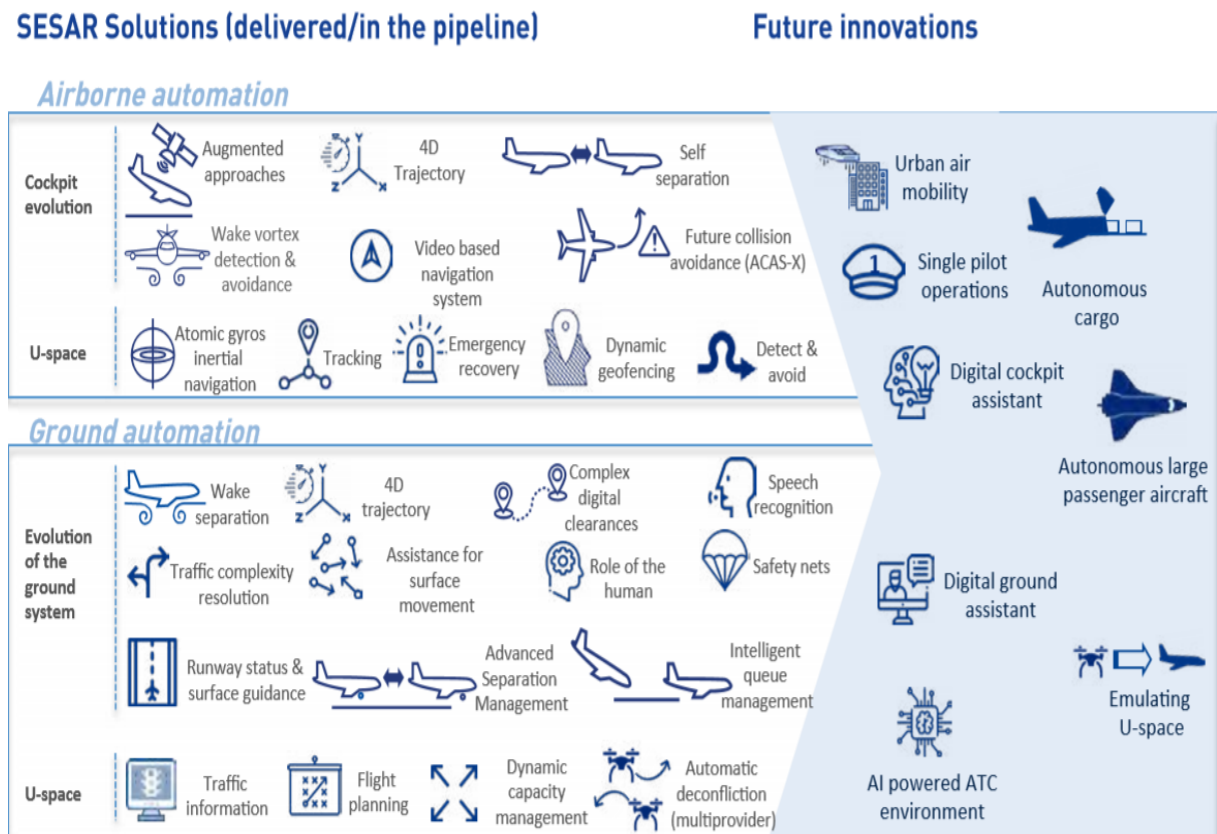 SESAR Solutions (delivered/in the pipeline)
Future innovations
Airborne automation
Cockpit
evolution
Augmented
approaches
Y
Z
X
4D
Trajectory
Self
separation
Wake vortex
detection &
avoidance
Video based
navigation
system
Future collision
avoidance (ACAS-X)
U-space
Atomic gyros
inertial
navigation
Tracking
Emergency
recovery
Dynamic
geofencing
Detect &
avoid
Urban air
mobility
1
Single pilot
operations
Autonomous
cargo
Digital cockpit
assistant
Autonomous large
passenger aircraft
Ground automation
Evolution
of the
ground
system
Wake
separation
Y
Z
X
4D
trajectory
Complex
digital
clearances
Speech
recognition
Traffic complexity
resolution
Assistance for
surface
movement
Role of the
human
Safety nets
Runway status &
surface guidance
Advanced
Separation
Management
Intelligent
queue
management
U-space
Traffic
information
Flight
planning
Dynamic
capacity
management
Automatic
deconfliction
(multiprovider)
Digital ground
assistant
Emulating
U-space
AI powered ATC
environment